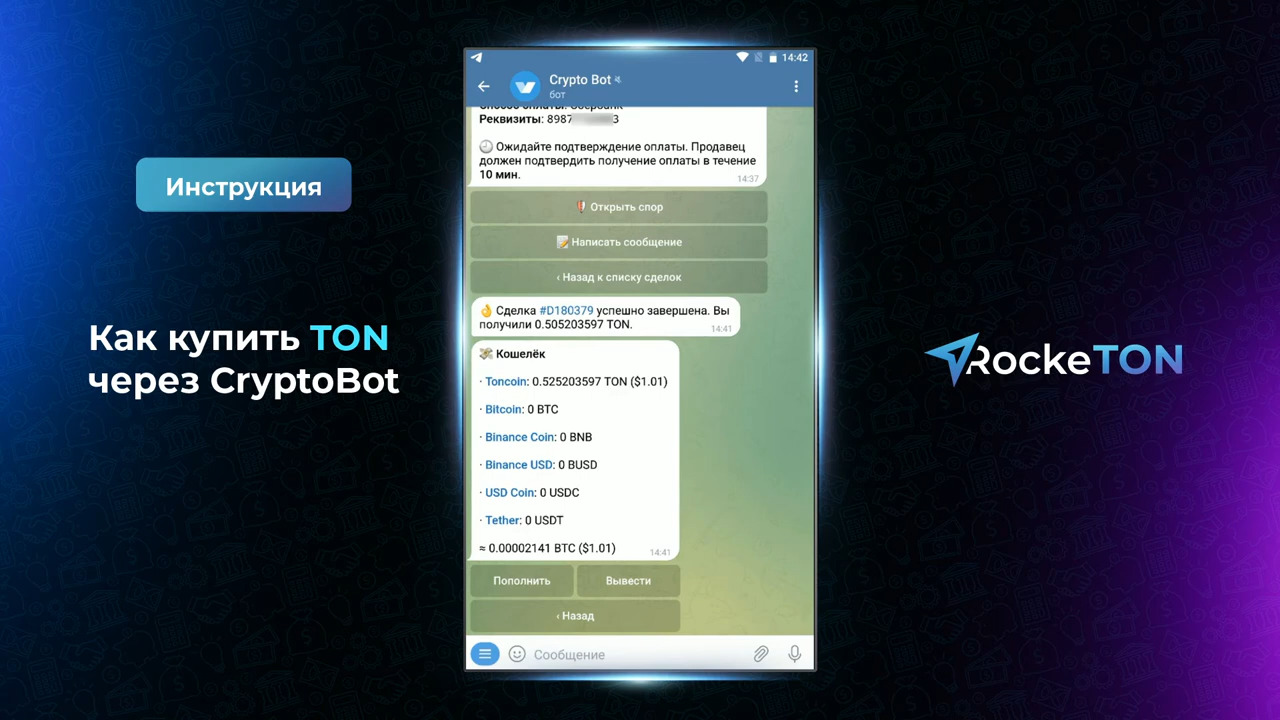 Инструкция
Как купить TON
через CryptoBot
14:42
Crypto Bot
бот
Способ оплаты: Сбербанк
Реквизиты: 8987 3
Ожидайте подтверждение оплаты. Продавец
должен подтвердить получение оплаты в течение
10 мин.
14:37
Открыть спор
Написать сообщение
‹ Назад к списку сделок
Сделка #D180379 успешно завершена. Вы
получили 0.505203597 TON.
14:41
Кошелёк
· Toncoin: 0.525203597 TON ($1.01)
· Bitcoin: 0 BTC
· Binance Coin: 0 BNB
· Binance USD: 0 BUSD
· USD Coin: 0 USDC
· Tether: 0 USDT
≈ 0.00002141 BTC ($1.01)
14:41
Пополнить
Вывести
‹ Назад
Сообщение
RockeTON